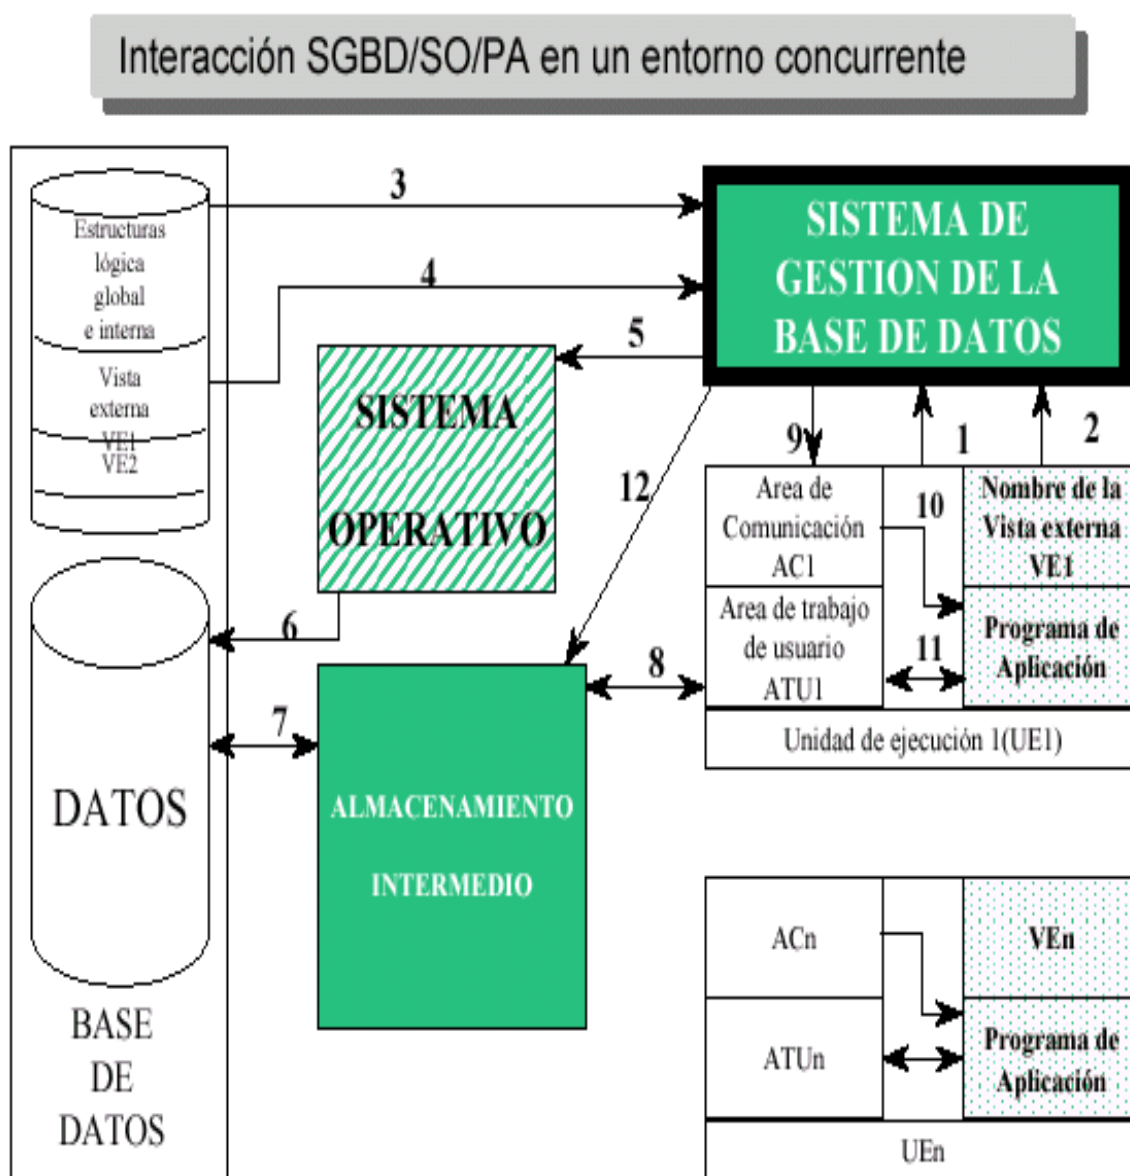 Interacción SGBD/SO/PA en un entorno concurrente
3
Estructuras
lógica
global
e interna
Vista
externa
VE1
VE2
4
5
SISTEMA DE
GESTION DE LA
BASE DE DATOS
SISTEMA
OPERATIVO
12
9
1
2
Area de
Comunicación
AC1
10
Nombre de la
Vista externa
VE1
Area de trabajo
de usuario
ATU1
11
Programa de
Aplicación
Unidad de ejecución 1(UE1)
6
7
8
DATOS
ALMACENAMIENTO
INTERMEDIO
BASE
DE
DATOS
ACn
VEn
ATUn
Programa de
Aplicación
UEn